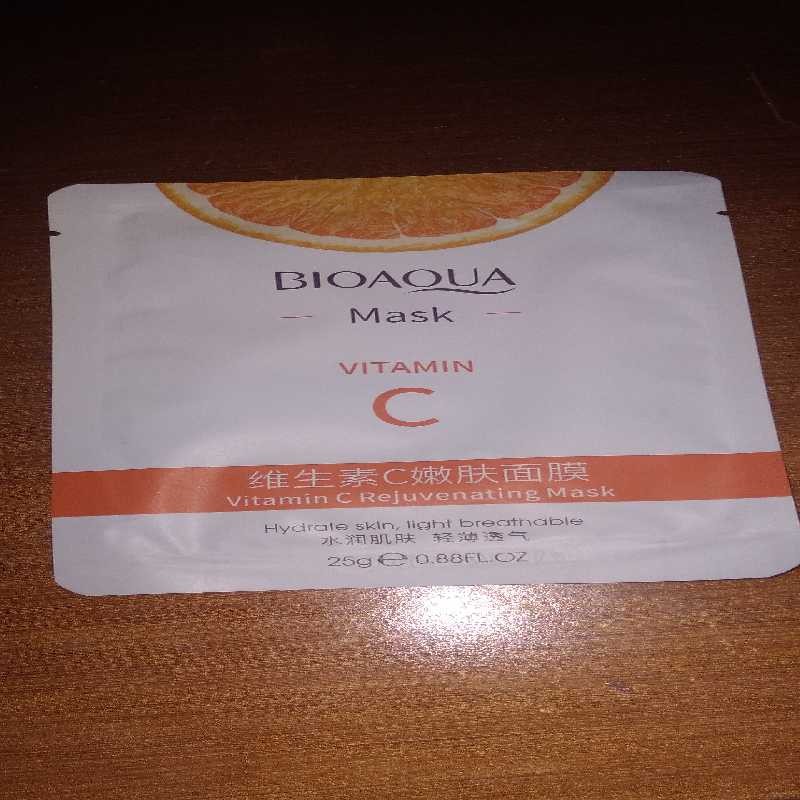 BIOAQUA
Mask
VITAMIN
C
维生素C嫩肤面膜
Vitamin C Rejuvenating Mask
Hydrate skin, light breathable
水润肌肤 轻薄透气
25g ℮ 0.88FL.OZ